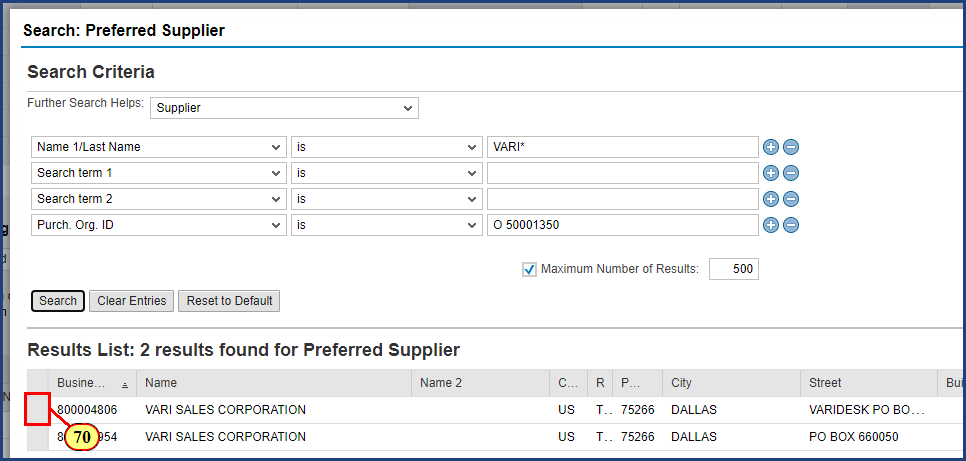 Search: Preferred Supplier
Search Criteria
Further Search Helps: Supplier
Name 1/Last Name is VARI*
Search term 1 is
Search term 2 is
Purch. Org. ID is O 50001350
Maximum Number of Results: 500
Search Clear Entries Reset to Default
Results List: 2 results found for Preferred Supplier
Busine... Name Name 2 C... R P... City Street Bui
800004806 VARI SALES CORPORATION US T.. 75266 DALLAS VARIDESK PO BO...
70 954 VARI SALES CORPORATION US T.. 75266 DALLAS PO BOX 660050